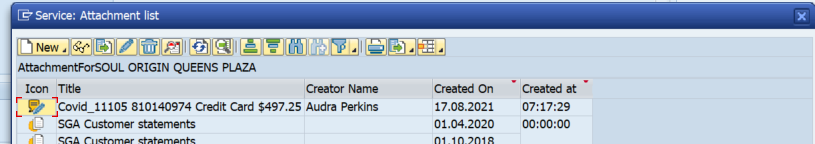 Service: Attachment list
New
AttachmentForSOUL ORIGIN QUEENS PLAZA
Icon Title Creator Name Created On Created at
Covid_11105 810140974 Credit Card $497.25 Audra Perkins 17.08.2021 07:17:29
SGA Customer statements 01.04.2020 00:00:00
SGA Customer statements 01.10.2018